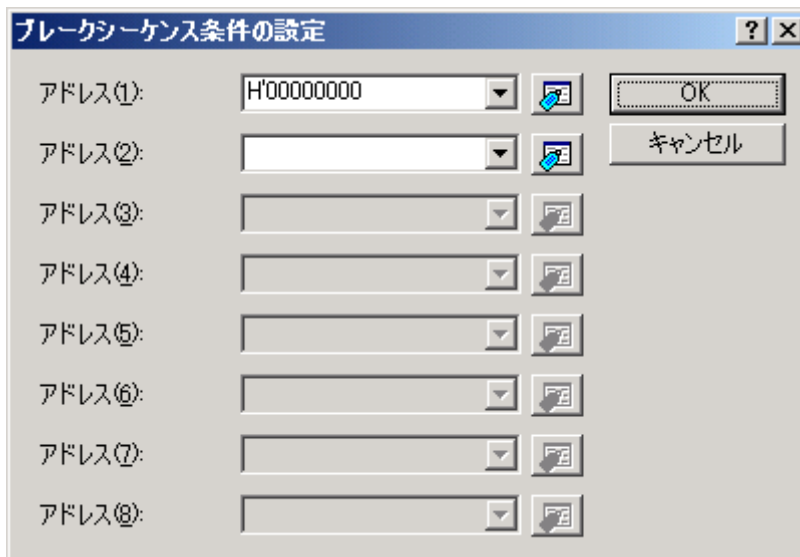 ブレークシーケンス条件の設定
アドレス(1): H'00000000
OK
アドレス(2):
キャンセル
アドレス(3):
アドレス(4):
アドレス(5):
アドレス(6):
アドレス(7):
アドレス(8):